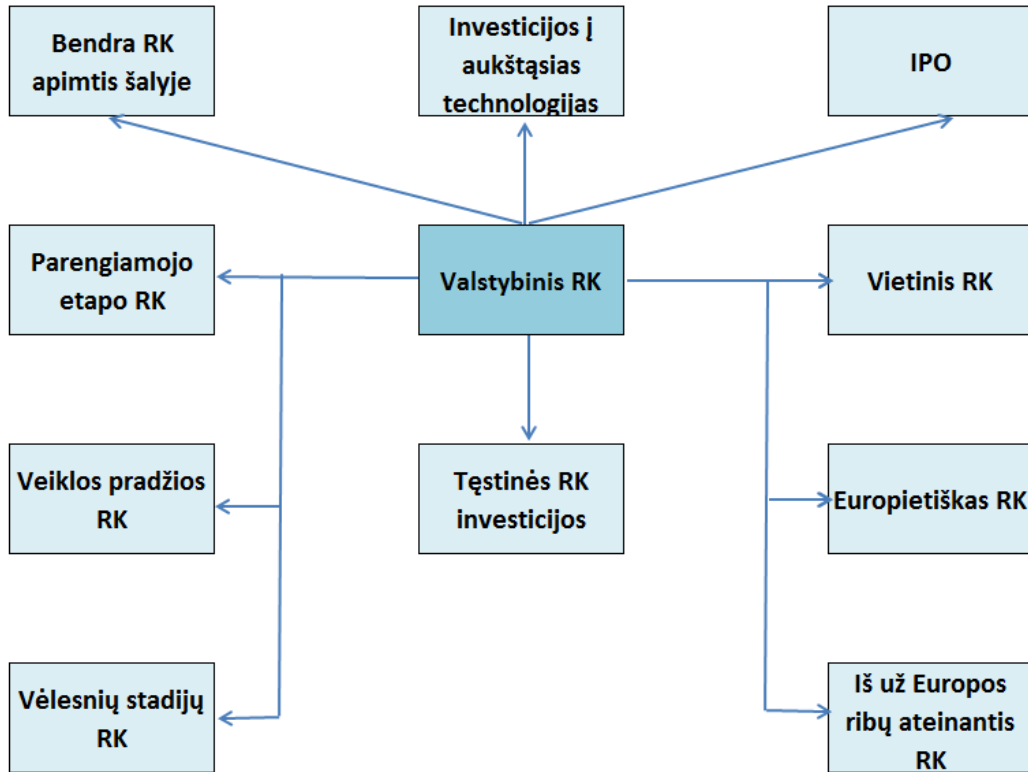 Bendra RK
apimtis šalyje
Investicijos į
aukštąsias
technologijas
IPO
Parengiamojo
etapo RK
Valstybinis RK
Vietinis RK
Veiklos pradžios
RK
Tęstinės RK
investicijos
Europietiškas RK
Vėlesnių stadijų
RK
Iš už Europos
ribų ateinantis
RK